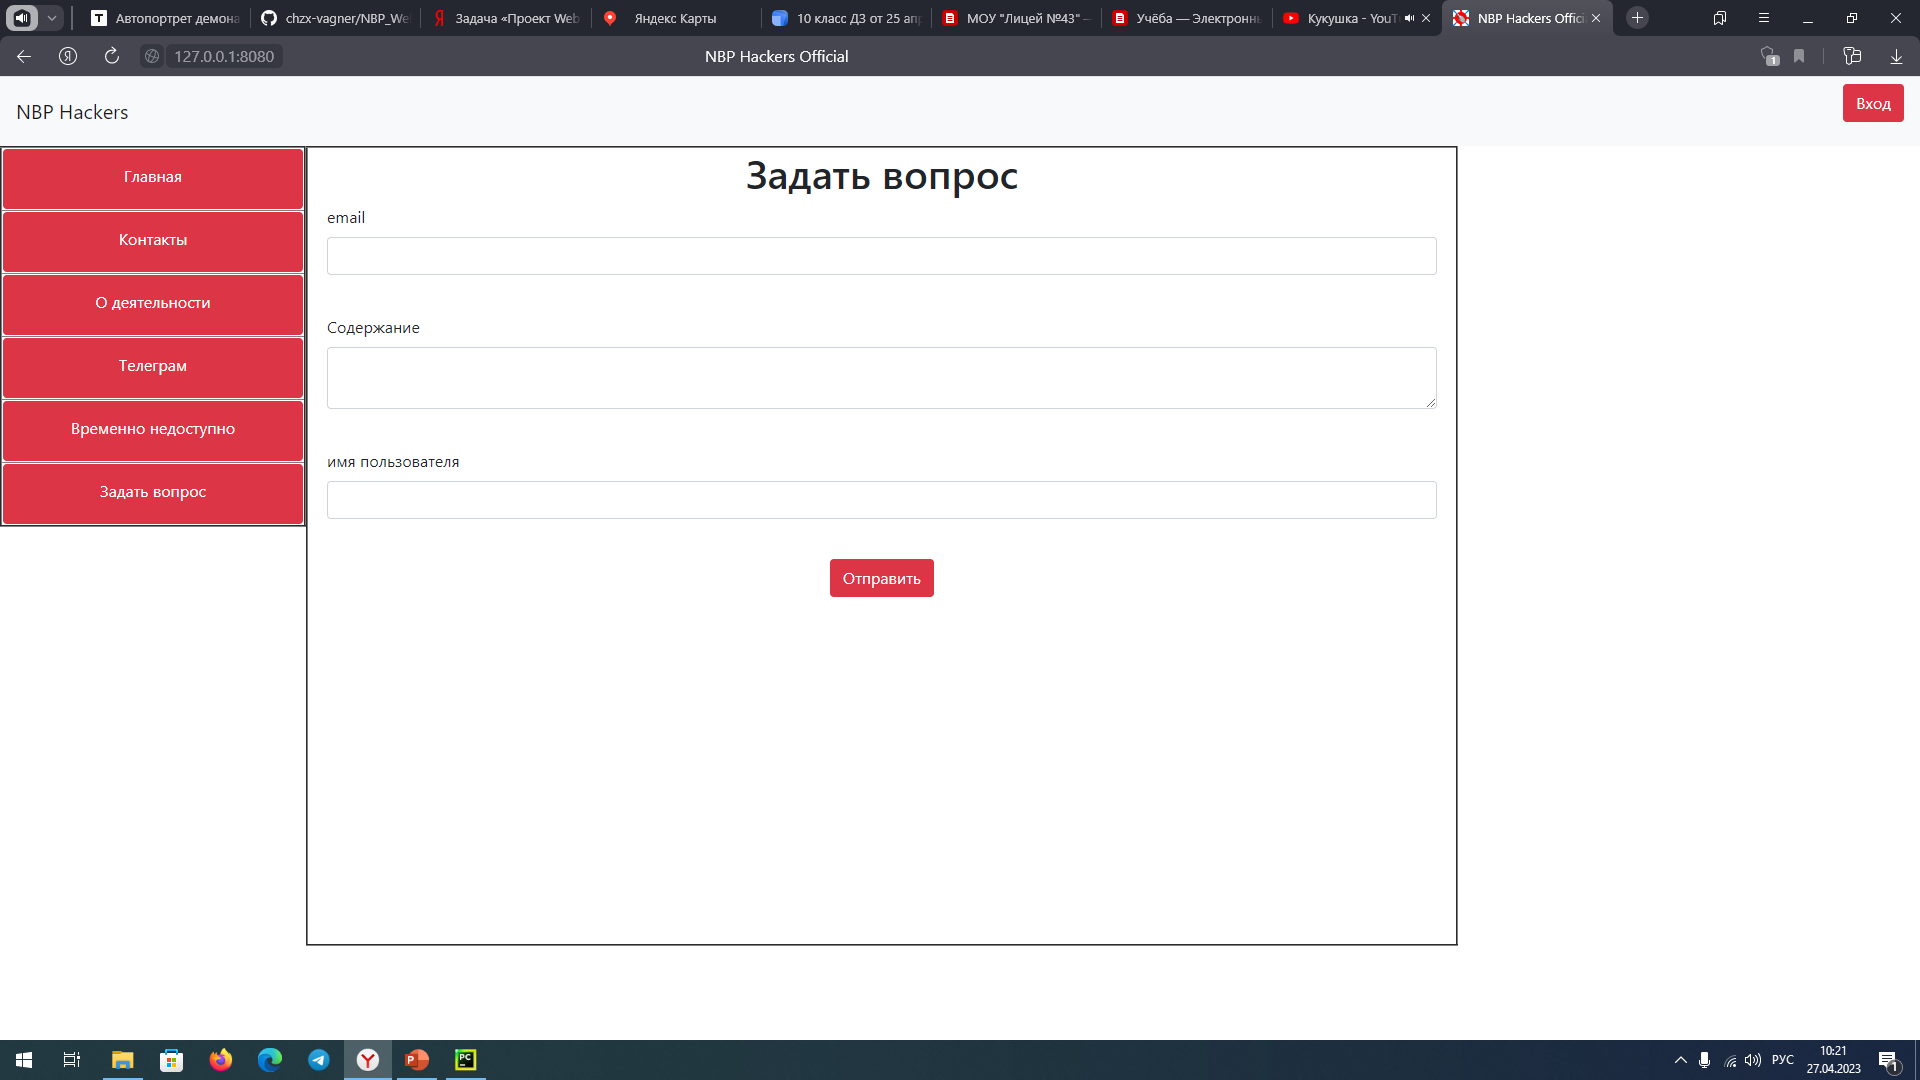 Автопортрет демона
chzx-vagner/NBP_We
Задача «Проект Web
Яндекс Карты
10 класс ДЗ от 25 ап
МОУ "Лицей №43" –
Учёба — Электронн
Кукушка - YouT
NBP Hackers Offici
127.0.0.1:8080
NBP Hackers Official
1
NBP Hackers
Вход
Главная
Контакты
О деятельности
Телеграм
Временно недоступно
Задать вопрос
Задать вопрос
email
Содержание
имя пользователя
Отправить
РУС
10:21
27.04.2023
1